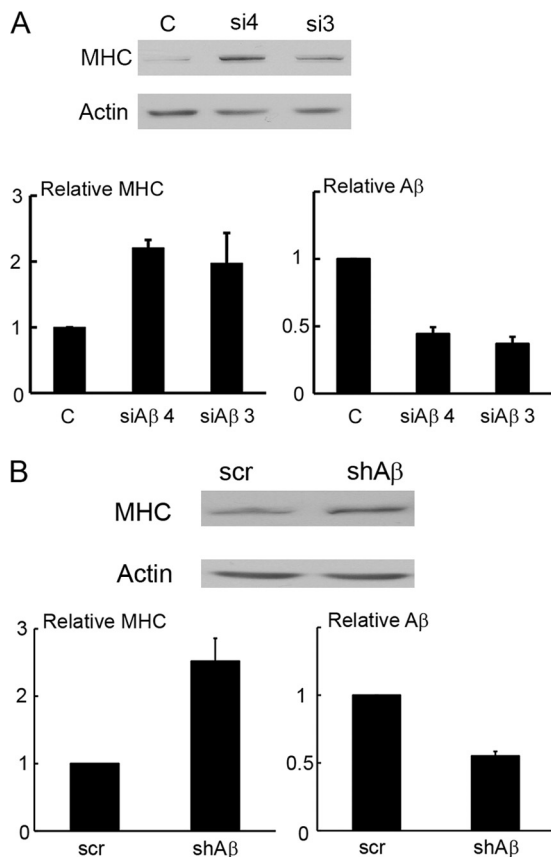 A
C si4 si3
MHC
Actin
Relative MHC
3
2
1
0
C siAβ 4 siAβ 3
Relative Aβ
1
0.5
0
C siAβ 4 siAβ 3
B
scr shAβ
MHC
Actin
Relative MHC
3
2
1
0
scr shAβ
Relative Aβ
1
0.5
0
scr shAβ